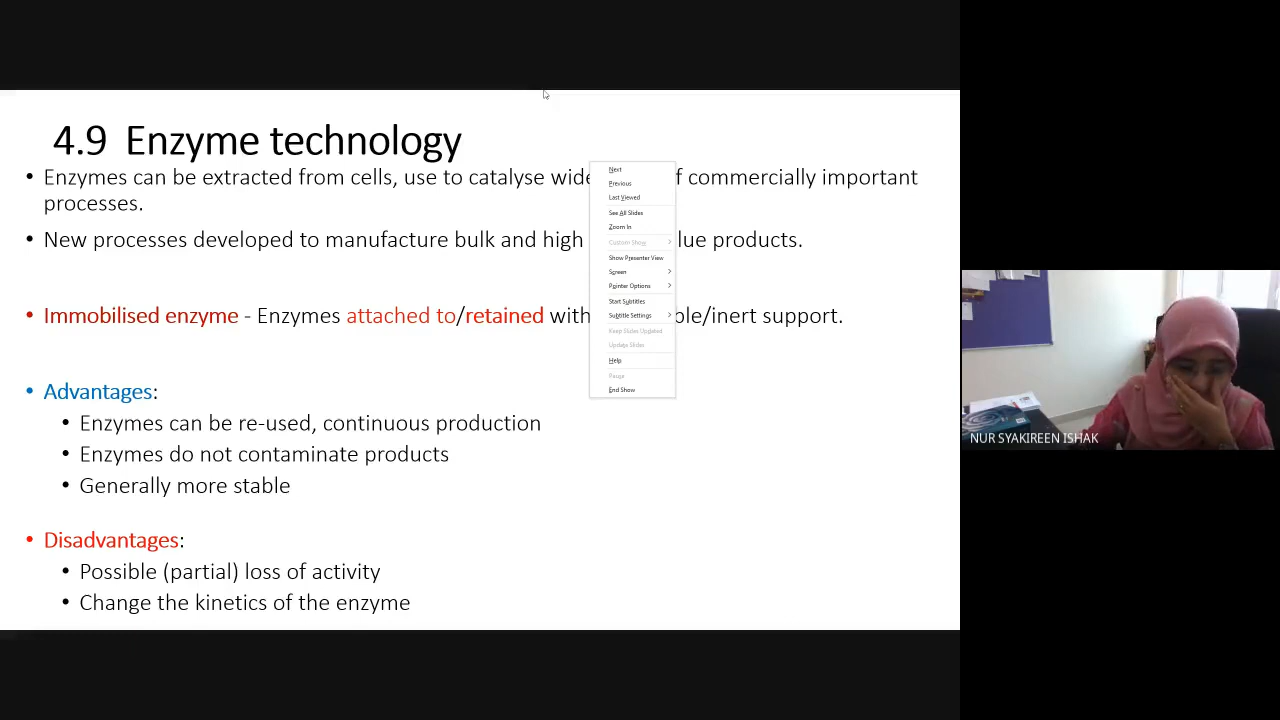 4.9 Enzyme technology
• Enzymes can be extracted from cells, use to catalyse wide f commercially important
processes.
• New processes developed to manufacture bulk and high lue products.
• Immobilised enzyme - Enzymes attached to/retained with ble/inert support.
• Advantages:
• Enzymes can be re-used, continuous production
• Enzymes do not contaminate products
• Generally more stable
• Disadvantages:
• Possible (partial) loss of activity
• Change the kinetics of the enzyme
Next
Previous
Last Viewed
See All Slides
Zoom In
Custom Show
Show Presenter View
Screen
Pointer Options
Start Subtitles
Subtitle Settings
Keep Slides Updated
Update Slides
Help
Pause
End Show
NUR SYAKIREEN ISHAK